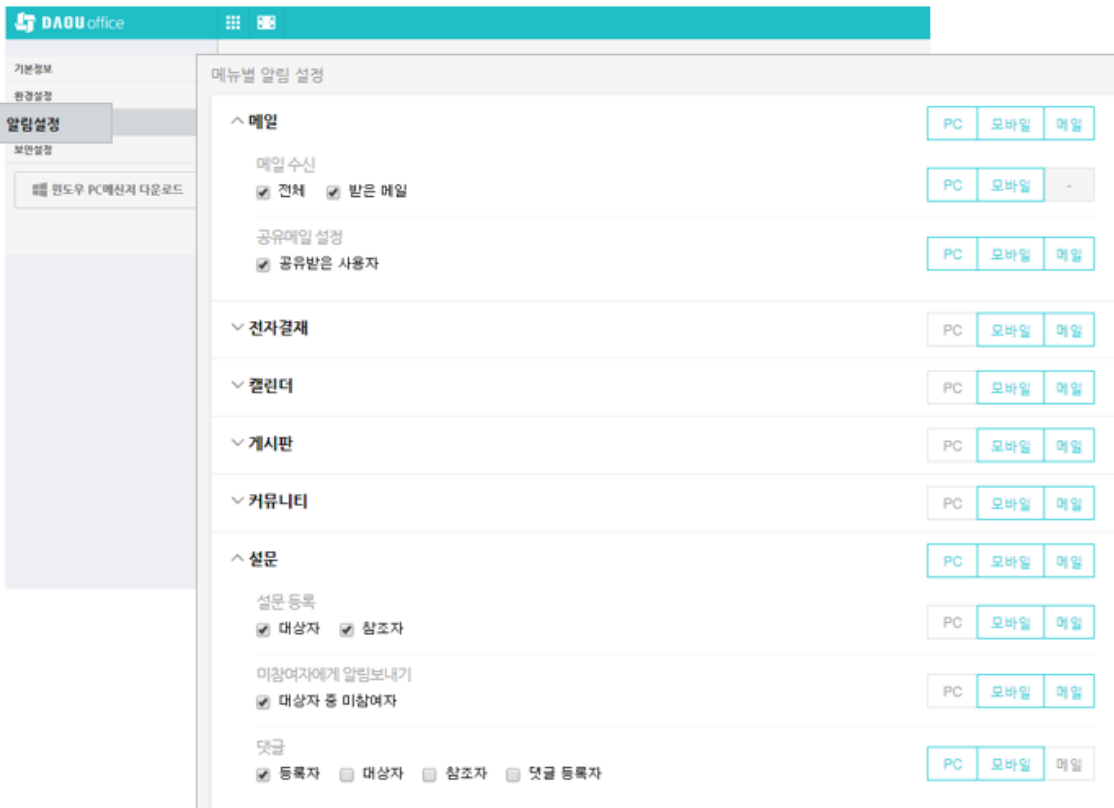 DAOU office
기본정보
환경설정
알림설정
보안설정
윈도우 PC메신저 다운로드
메뉴별 알림 설정
메일 PC 모바일 메일
메일 수신
전체 받은 메일 PC 모바일 -
공유메일 설정
공유받은 사용자 PC 모바일 메일
전자결재 PC 모바일 메일
캘린더 PC 모바일 메일
게시판 PC 모바일 메일
커뮤니티 PC 모바일 메일
설문 PC 모바일 메일
설문 등록
대상자 참조자 PC 모바일 메일
미참여자에게 알림보내기
대상자 중 미참여자 PC 모바일 메일
댓글
등록자 대상자 참조자 댓글 등록자 PC 모바일 메일